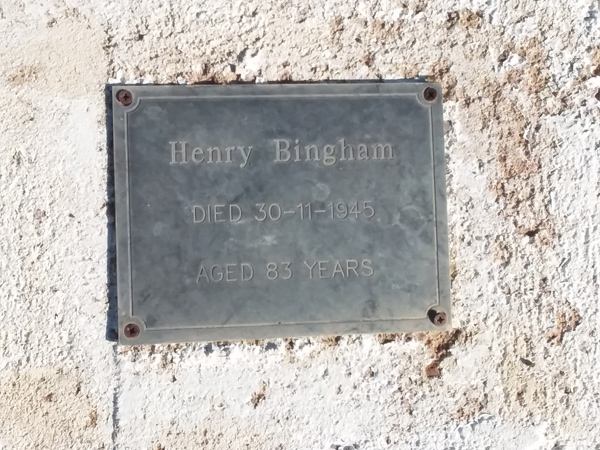 Henry Bingham
DIED 30-11-1945
AGED 83 YEARS